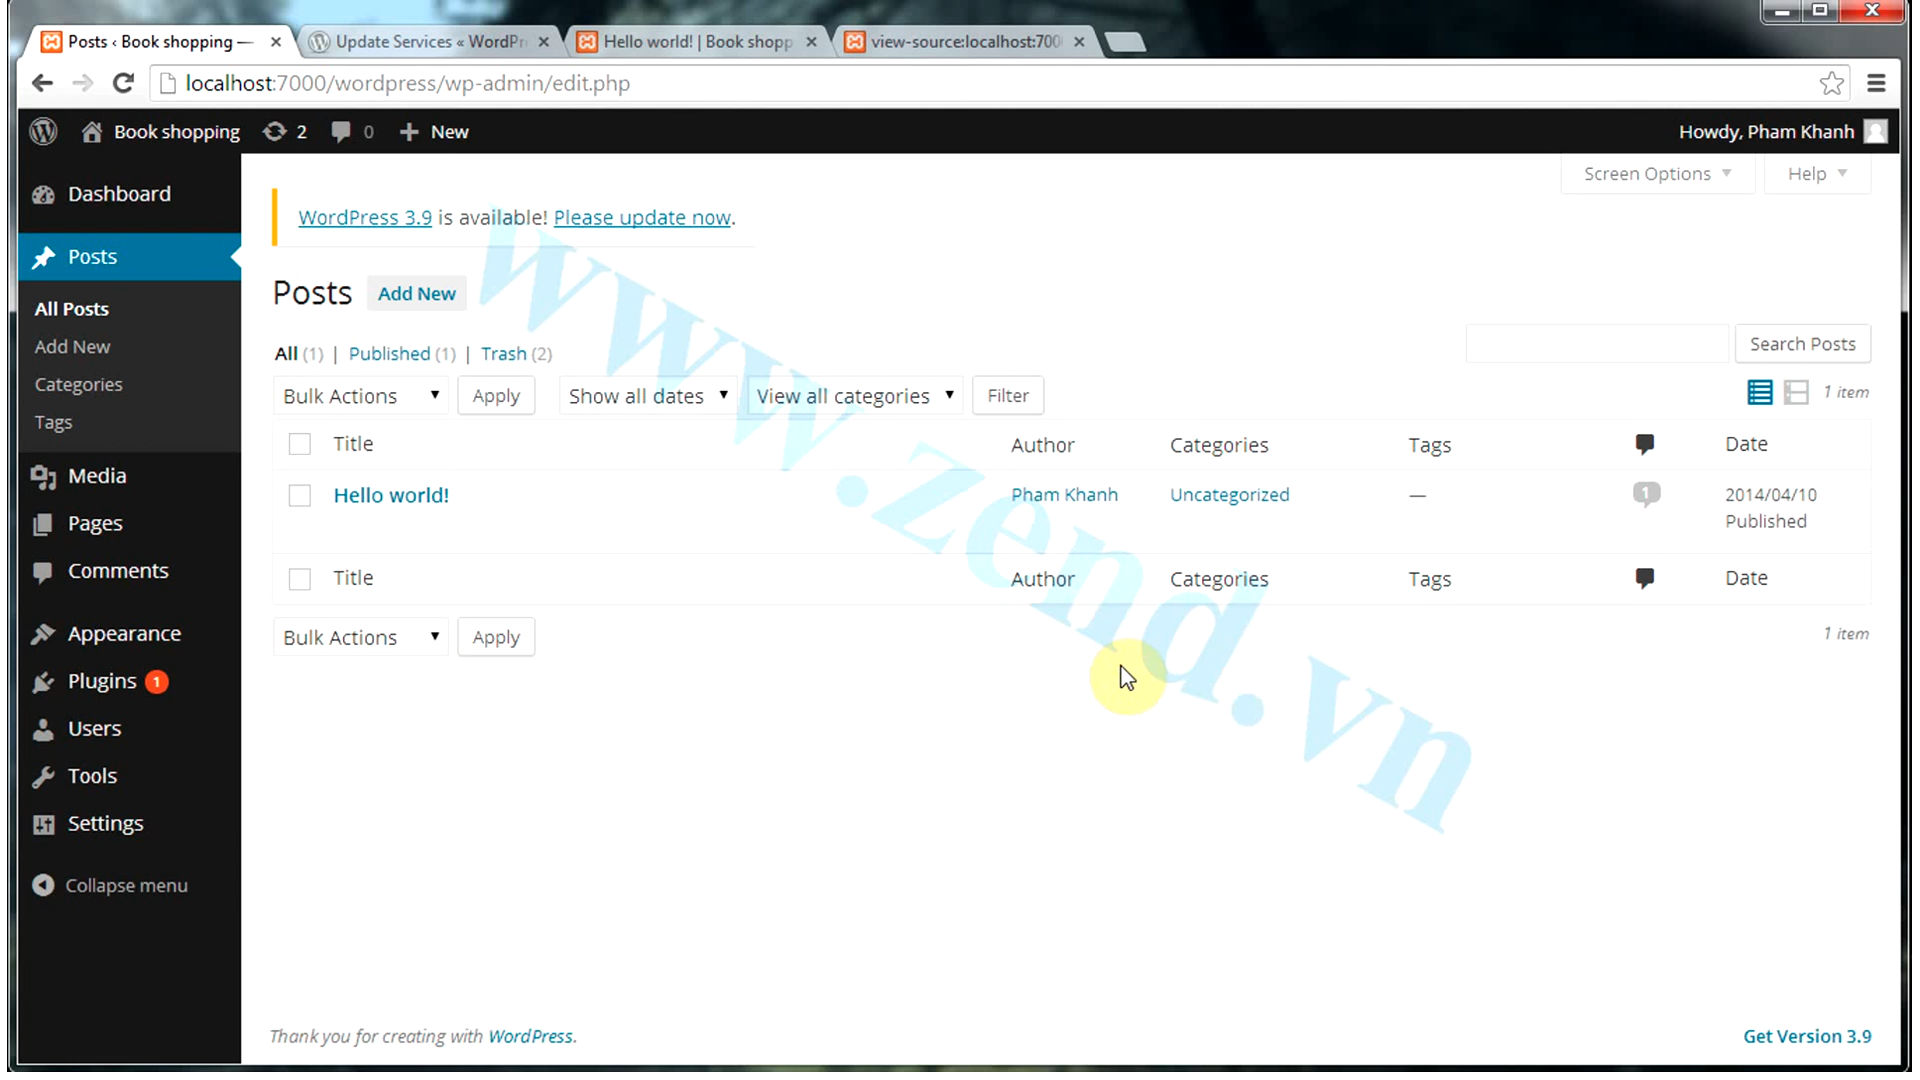 Posts ‹ Book shopping —
Update Services « WordPr
Hello world! | Book shopp
view-source:localhost:700
localhost:7000/wordpress/wp-admin/edit.php
Book shopping 2 0 New
Howdy, Pham Khanh
Screen Options Help
Dashboard
WordPress 3.9 is available! Please update now.
Posts
Posts Add New
All Posts
Add New
Categories
Tags
All (1) | Published (1) | Trash (2)
Search Posts
Bulk Actions Apply Show all dates View all categories Filter
1 item
Title Author Categories Tags Date
Hello world! Pham Khanh Uncategorized — 1 2014/04/10
Published
Title Author Categories Tags Date
Bulk Actions Apply
1 item
Media
Pages
Comments
Appearance
Plugins 1
Users
Tools
Settings
Collapse menu
www.zend.vn
Thank you for creating with WordPress.
Get Version 3.9